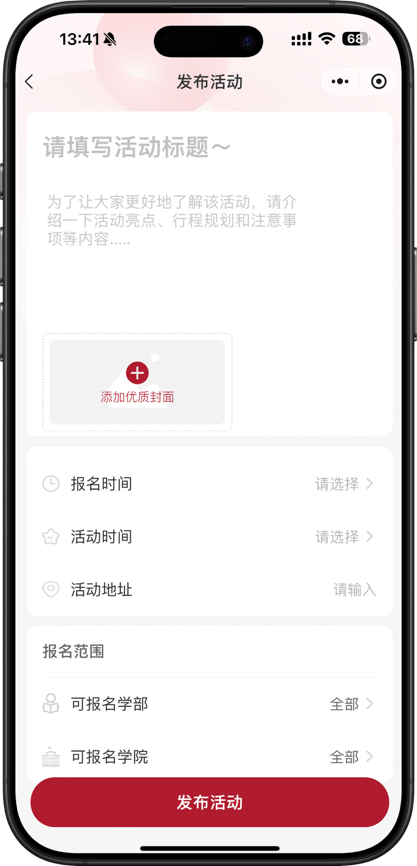 13:41
68
发布活动
请填写活动标题～
为了让大家更好地了解该活动，请介
绍一下活动亮点、行程规划和注意事
项等内容.....
添加优质封面
报名时间 请选择
活动时间 请选择
活动地址 请输入
报名范围
可报名学部 全部
可报名学院 全部
发布活动